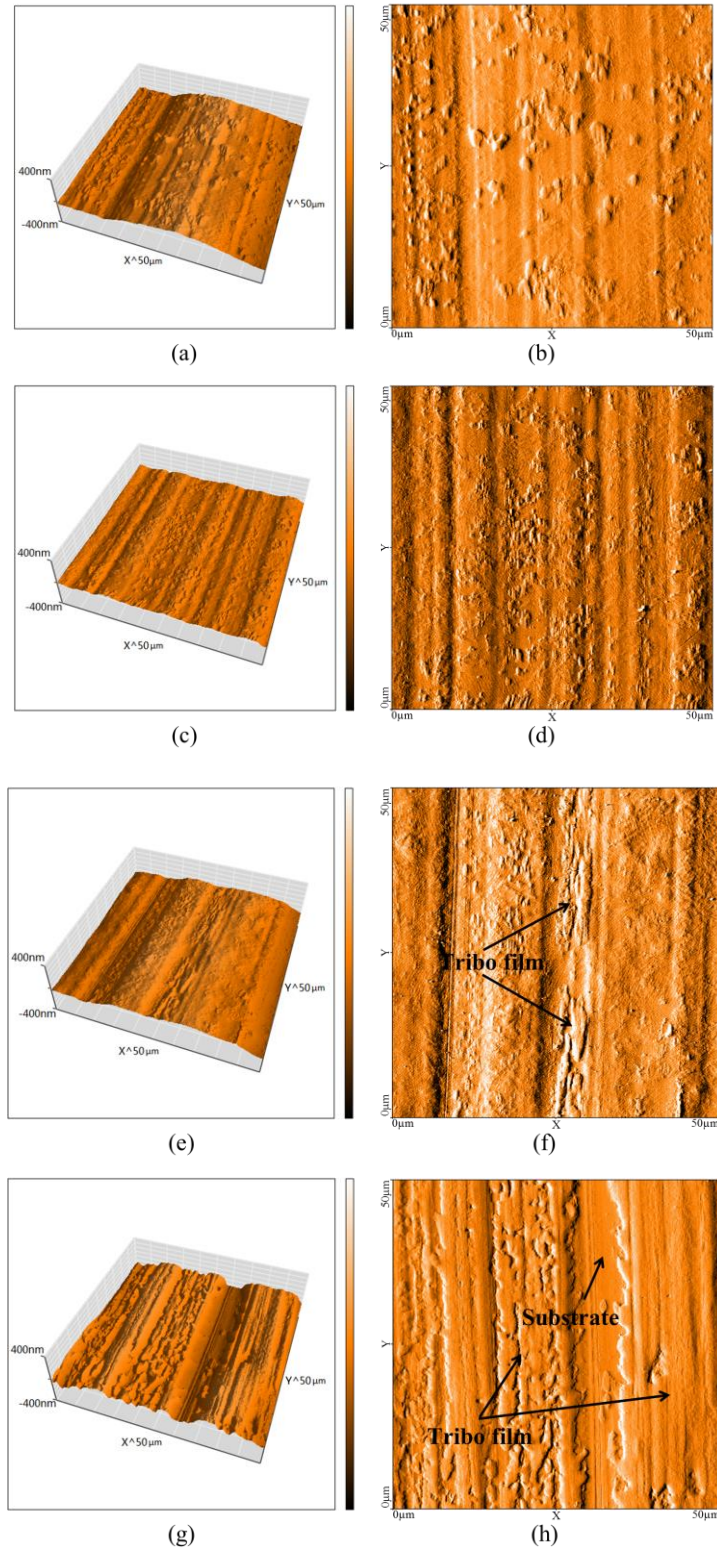 400nm
-400nm
X^50µm
Y^50µm
(a)
50µm
Y
0µm
0µm
X
50µm
(b)
400nm
-400nm
X^50µm
Y^50µm
(c)
50µm
Y
0µm
0µm
X
50µm
(d)
400nm
-400nm
X^50µm
Y^50µm
(e)
50µm
Y
0µm
Tribo film
0µm
X
50µm
(f)
400nm
-400nm
X^50µm
Y^50µm
(g)
50µm
Y
0µm
Substrate
Tribo film
0µm
X
50µm
(h)